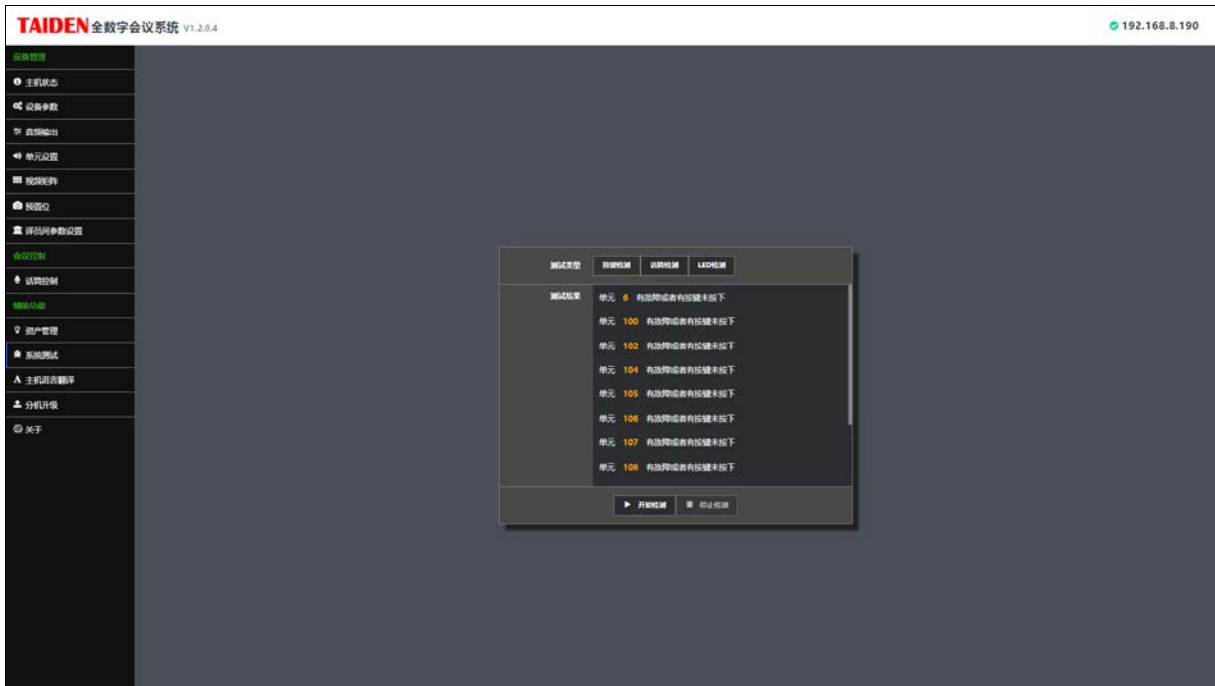 TAIDEN 全数字会议系统 V1.2.0.4
192.168.8.190
设备管理
主机状态
设备参数
音频输出
单元设置
视频矩阵
预置位
译员间参数设置
会议控制
话筒控制
辅助功能
资产管理
系统测试
主机语言翻译
分机升级
关于
测试类型 按键检测 话筒检测 LED检测
测试结果
单元 6 有故障或者有按键未按下
单元 100 有故障或者有按键未按下
单元 102 有故障或者有按键未按下
单元 104 有故障或者有按键未按下
单元 105 有故障或者有按键未按下
单元 106 有故障或者有按键未按下
单元 107 有故障或者有按键未按下
单元 108 有故障或者有按键未按下
开始检测 停止检测